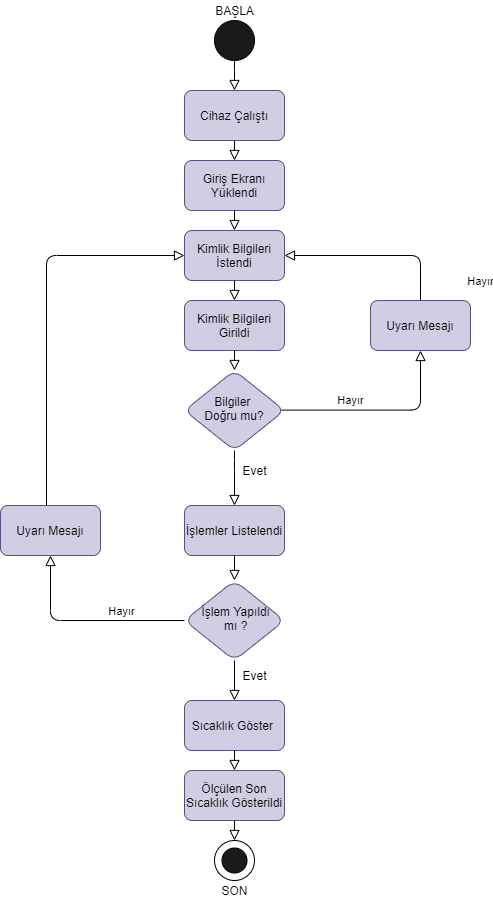 BAŞLA
Cihaz Çalıştı
Giriş Ekranı
Yüklendi
Kimlik Bilgileri
İstendi
Hayır
Kimlik Bilgileri
Girildi
Uyarı Mesajı
Bilgiler
Doğru mu?
Hayır
Evet
Uyarı Mesajı
İşlemler Listelendi
İşlem Yapıldı
mı ?
Hayır
Evet
Sıcaklık Göster
Ölçülen Son
Sıcaklık Gösterildi
SON